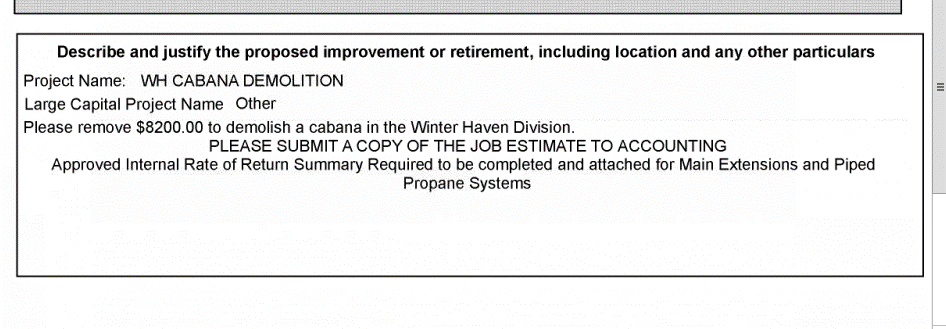 Describe and justify the proposed improvement or retirement, including location and any other particulars
Project Name: WH CABANA DEMOLITION
Large Capital Project Name Other
Please remove $8200.00 to demolish a cabana in the Winter Haven Division.
PLEASE SUBMIT A COPY OF THE JOB ESTIMATE TO ACCOUNTING
Approved Internal Rate of Return Summary Required to be completed and attached for Main Extensions and Piped
Propane Systems